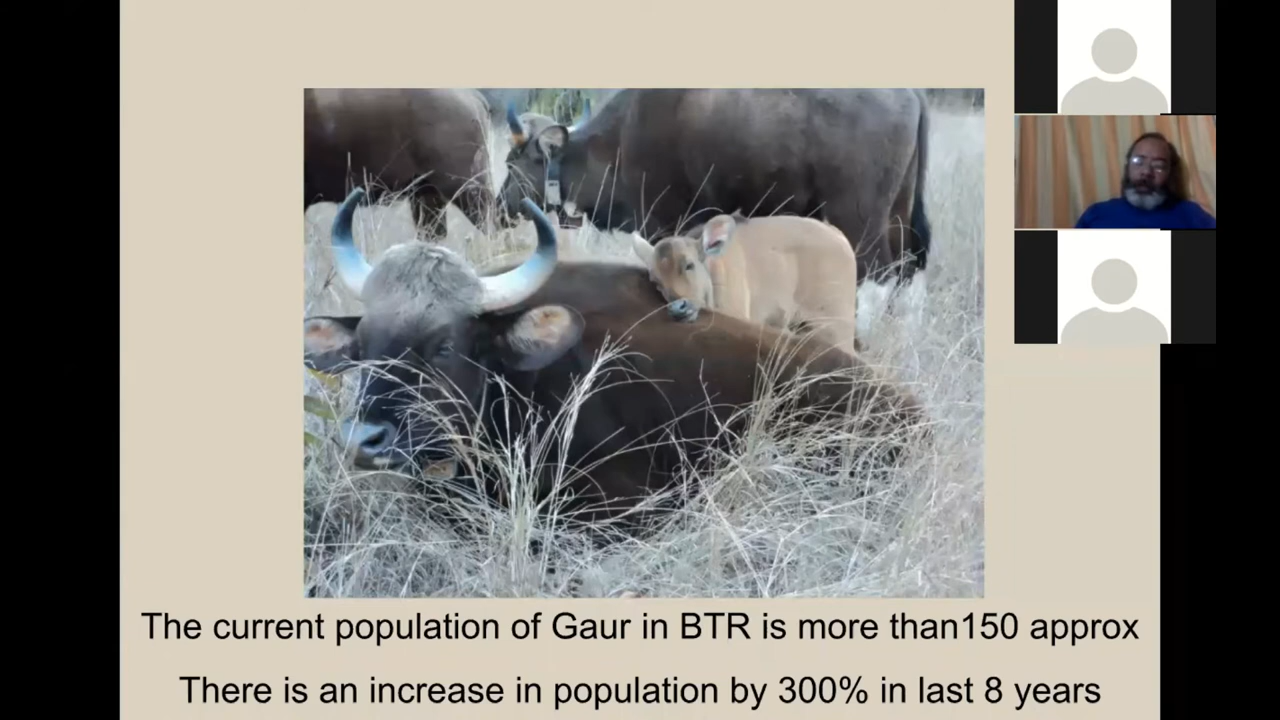 The current population of Gaur in BTR is more than150 approx
There is an increase in population by 300% in last 8 years